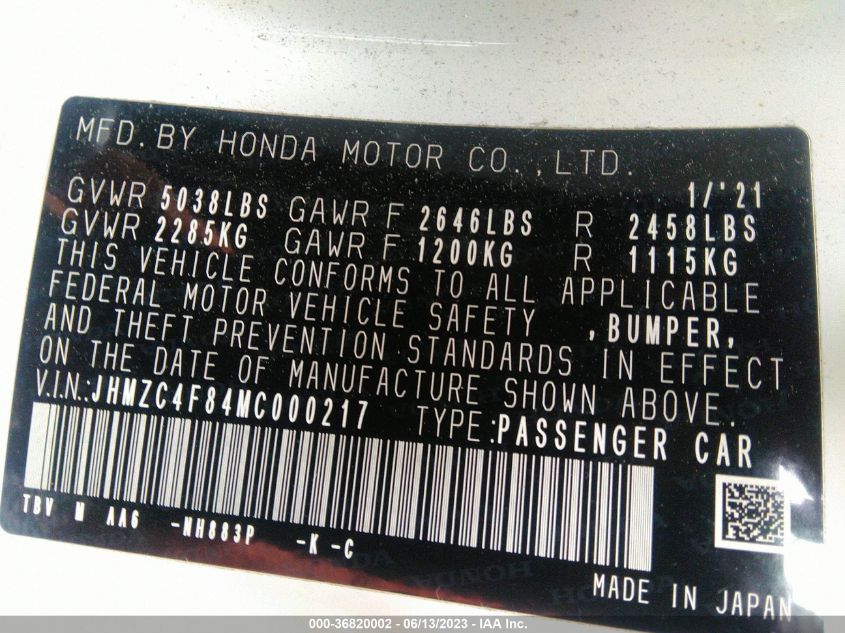 MFD. BY HONDA MOTOR CO., LTD.
1/'21
GVWR 5038LBS GAWR F 2646LBS R 2458LBS
GVWR 2285KG GAWR F 1200KG R 1115KG
THIS VEHICLE CONFORMS TO ALL APPLICABLE
FEDERAL MOTOR VEHICLE SAFETY ,BUMPER,
AND THEFT PREVENTION STANDARDS IN EFFECT
ON THE DATE OF MANUFACTURE SHOWN ABOVE.
V.I.N.:JHMZC4F84MC000217 TYPE:PASSENGER CAR
TBV M AA6 -NH883P -K -C
HONDA HONDA
MADE IN JAPAN
000-36820002 - 06/13/2023 - IAA Inc.